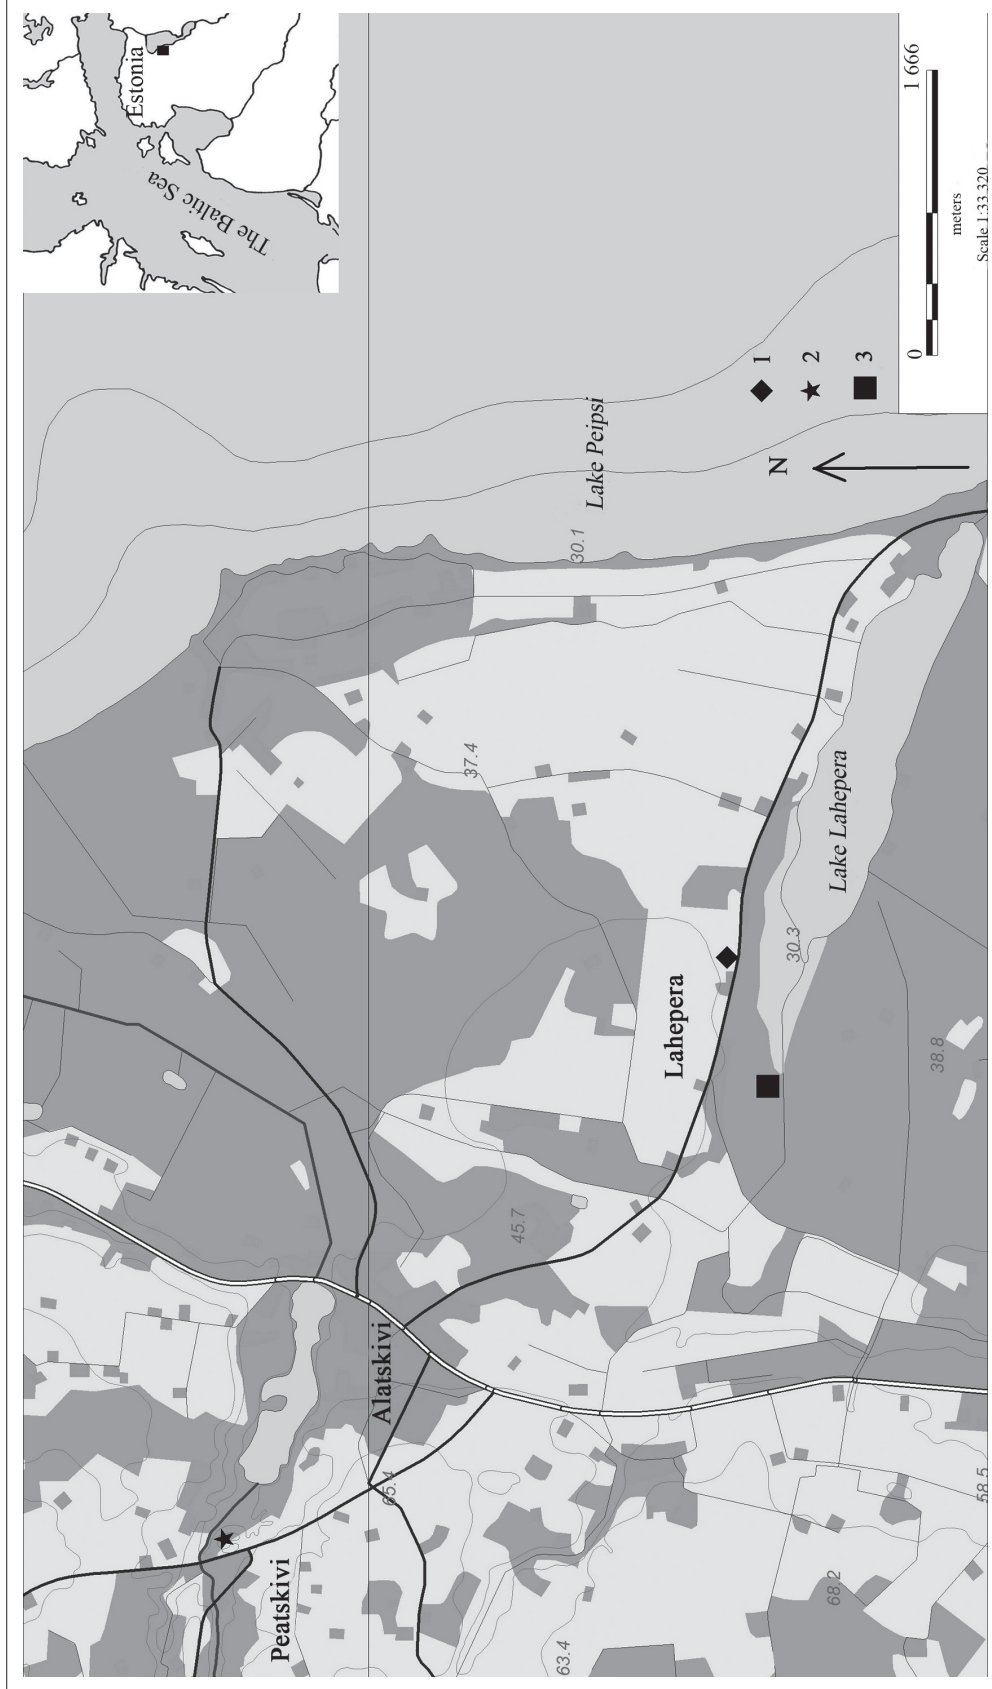 Estonia
The Baltic Sea
Lake Peipsi
30.1
N
1
2
3
0
1 666
meters
Scale 1:33 320
37.4
Lake Lahepera
30.3
Lahepera
38.8
45.7
Alatskivi
65.4
58.5
Peatskivi
68.2
63.4